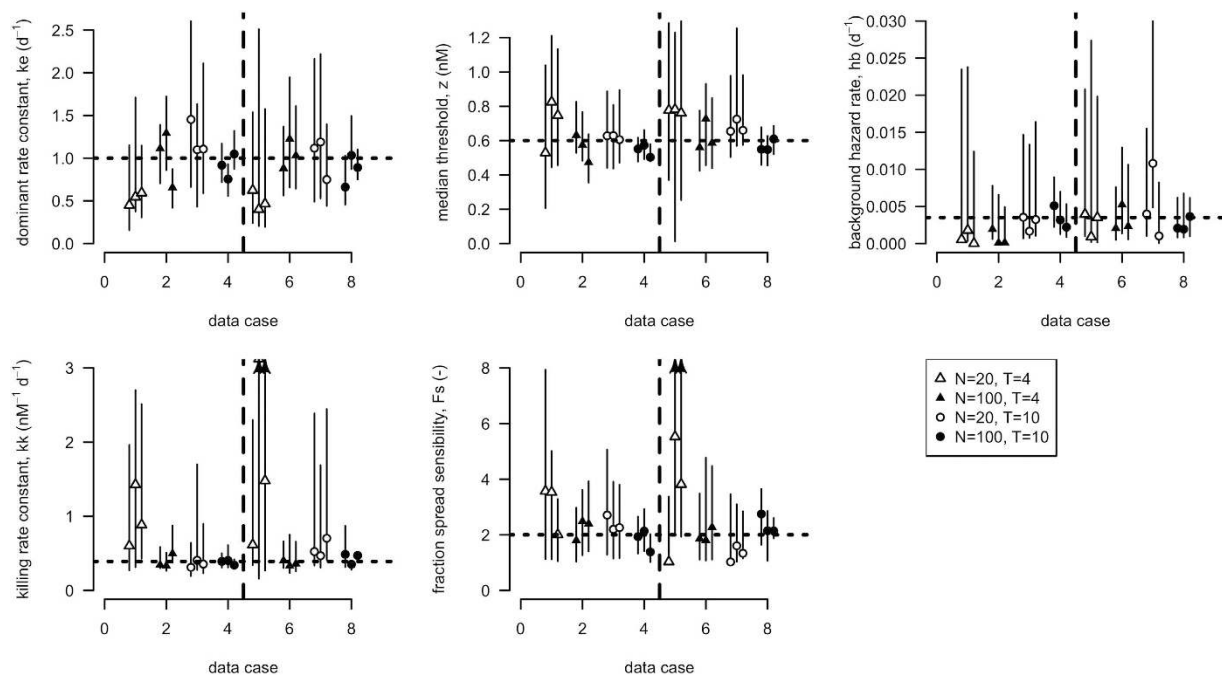 dominant rate constant, ke (d⁻¹)
2.5
2.0
1.5
1.0
0.5
0.0
0 2 4 6 8
data case
median threshold, z (nM)
1.2
1.0
0.8
0.6
0.4
0.2
0.0
0 2 4 6 8
data case
background hazard rate, hb (d⁻¹)
0.030
0.025
0.020
0.015
0.010
0.005
0.000
0 2 4 6 8
data case
killing rate constant, kk (nM⁻¹ d⁻¹)
3
2
1
0
0 2 4 6 8
data case
fraction spread sensibility, Fs (-)
8
6
4
2
0
0 2 4 6 8
data case
N=20, T=4
N=100, T=4
N=20, T=10
N=100, T=10